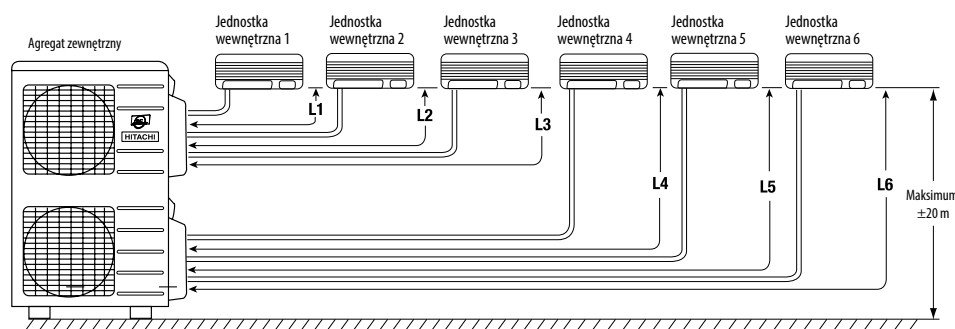 Agregat zewnętrzny
Jednostka
wewnętrzna 1
Jednostka
wewnętrzna 2
Jednostka
wewnętrzna 3
Jednostka
wewnętrzna 4
Jednostka
wewnętrzna 5
Jednostka
wewnętrzna 6
HITACHI
L1
L2
L3
L4
L5
L6
Maksimum
±20 m